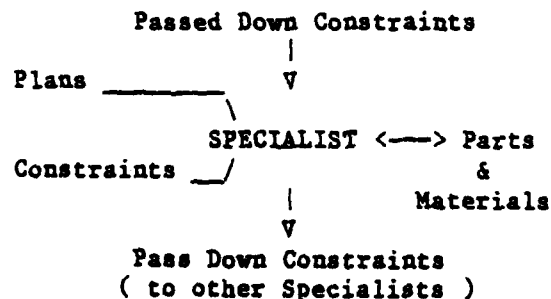 Passed Down Constraints
Plans
SPECIALIST <---> Parts
Constraints &
Materials
Pass Down Constraints
( to other Specialists )